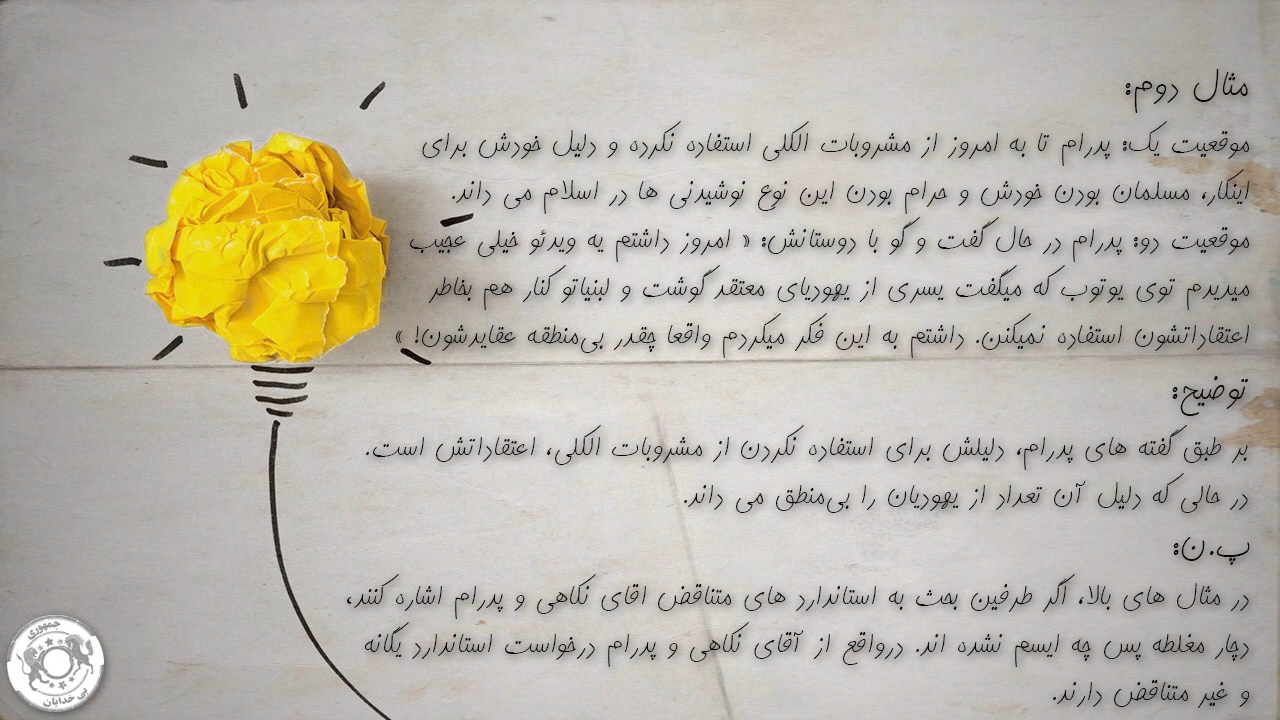 مثال دوم:
موقعیت یک: پدرام تا به امروز از مشروبات الکلی استفاده نکرده و دلیل خودش برای
اینکار، مسلمان بودن خودش و حرام بودن این نوع نوشیدنی ها در اسلام می داند.
موقعیت دو: پدرام در حال گفت و گو با دوستانش: « امروز داشتم یه ویدئو خیلی عجیب
میدیدم توی یوتوب که میگفت یسری از یهودیای معتقد گوشت و لبنیاتو کنار هم بخاطر
اعتقاداتشون استفاده نمیکنن. داشتم به این فکر میکردم واقعا چقدر بی‌منطقه عقایدشون! »
توضیح:
بر طبق گفته های پدرام، دلیلش برای استفاده نکردن از مشروبات الکلی، اعتقاداتش است.
در حالی که دلیل آن تعداد از یهودیان را بی‌منطق می داند.
پ.ن:
در مثال های بالا، اگر طرفین بحث به استاندارد های متناقض اقای نکاهی و پدرام اشاره کنند،
دچار مغلطه پس چه ایسم نشده اند. درواقع از آقای نکاهی و پدرام درخواست استاندارد یگانه
و غیر متناقض دارند.
جمهوری
بی خدایان